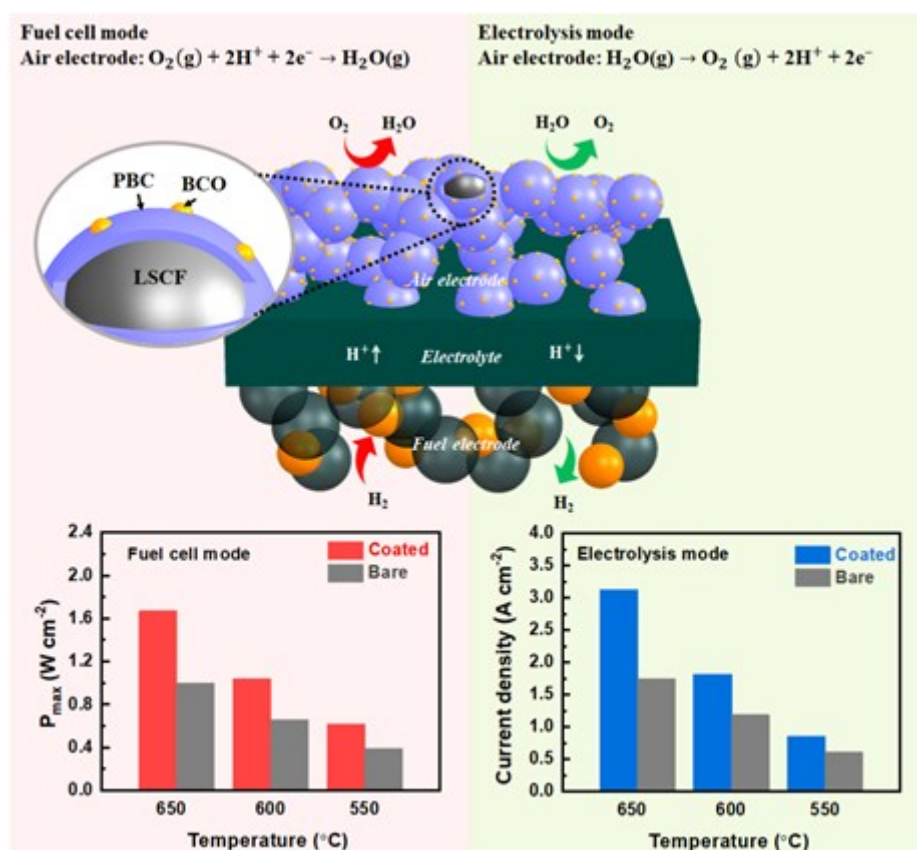 Fuel cell mode
Air electrode: O₂(g) + 2H⁺ + 2e⁻ → H₂O(g)
Electrolysis mode
Air electrode: H₂O(g) → O₂ (g) + 2H⁺ + 2e⁻
O₂ H₂O
H₂O O₂
PBC BCO
LSCF
Air electrode
H⁺↑ Electrolyte H⁺↓
Fuel electrode
H₂
H₂
Fuel cell mode
Coated
Bare
P_max (W cm⁻²)
2.4
2.0
1.6
1.2
0.8
0.4
0.0
650 600 550
Temperature (°C)
Electrolysis mode
Coated
Bare
Current density (A cm⁻²)
4.0
3.5
3.0
2.5
2.0
1.5
1.0
0.5
0.0
650 600 550
Temperature (°C)